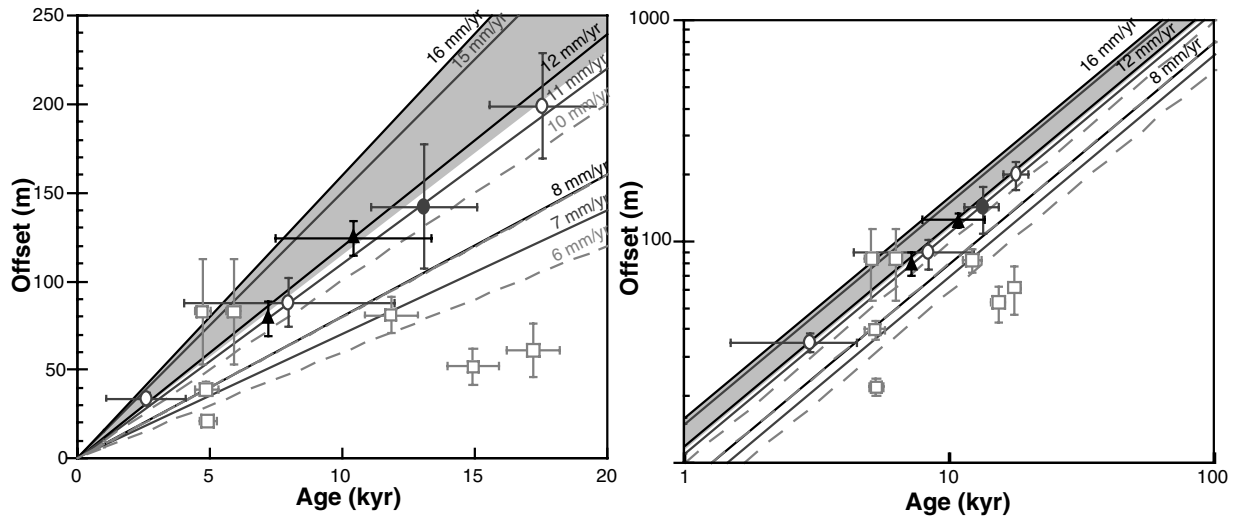 250
200
150
100
50
0
Offset (m)
0
5
10
15
20
Age (kyr)
16 mm/yr
15 mm/yr
12 mm/yr
11 mm/yr
10 mm/yr
8 mm/yr
7 mm/yr
6 mm/yr
1000
100
Offset (m)
1
10
100
Age (kyr)
16 mm/yr
12 mm/yr
8 mm/yr